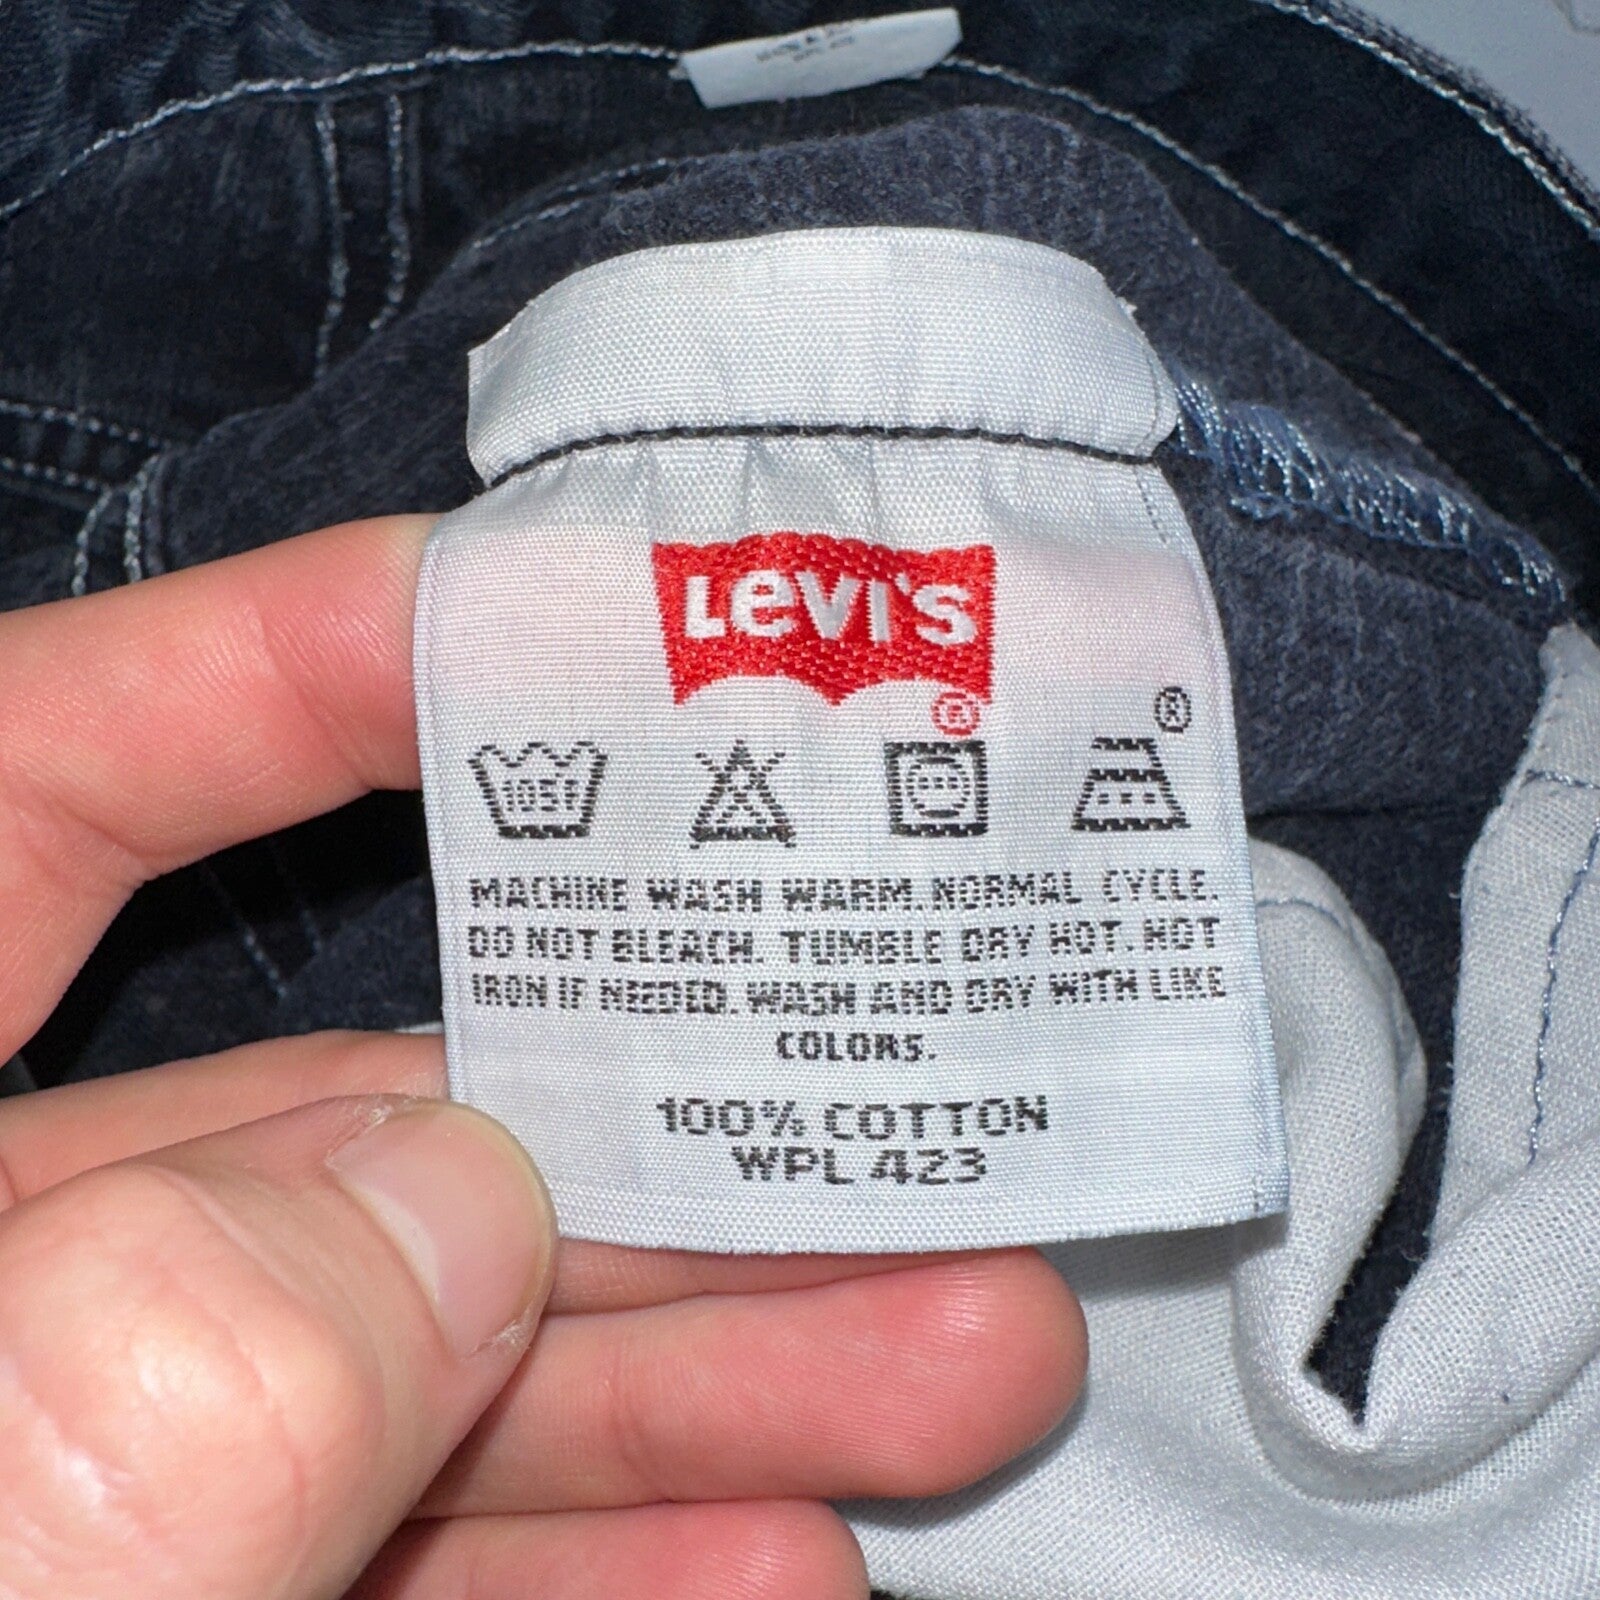 Levi's
®
®
105F
MACHINE WASH WARM. NORMAL CYCLE.
DO NOT BLEACH. TUMBLE DRY HOT. HOT
IRON IF NEEDED. WASH AND DRY WITH LIKE
COLORS.
100% COTTON
WPL 423